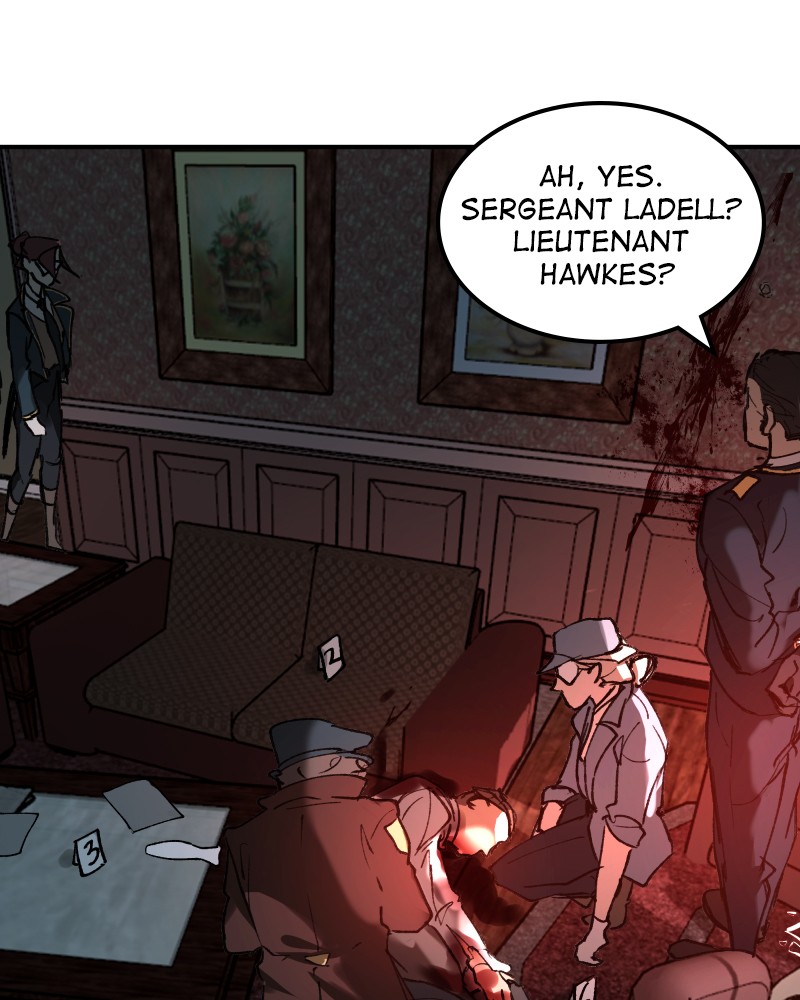 AH, YES.
SERGEANT LADELL?
LIEUTENANT
HAWKES?
2
3